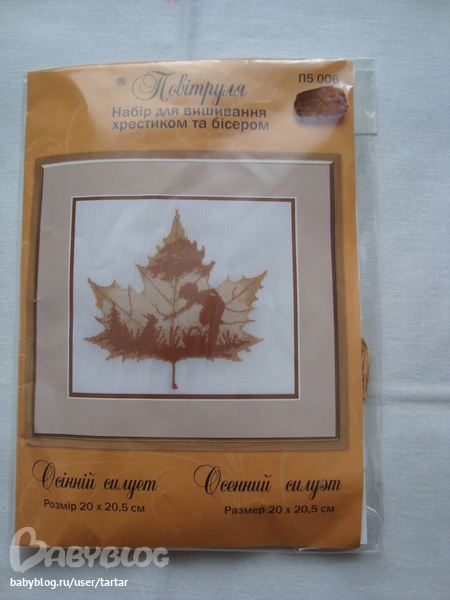 ® Повітруля
П5 006
Набір для вишивання
хрестиком та бісером
Осінній силует
Осенний силуэт
Розмір 20 х 20,5 см
Размер 20 х 20,5 см
BABYBLOG
babyblog.ru/user/tartar